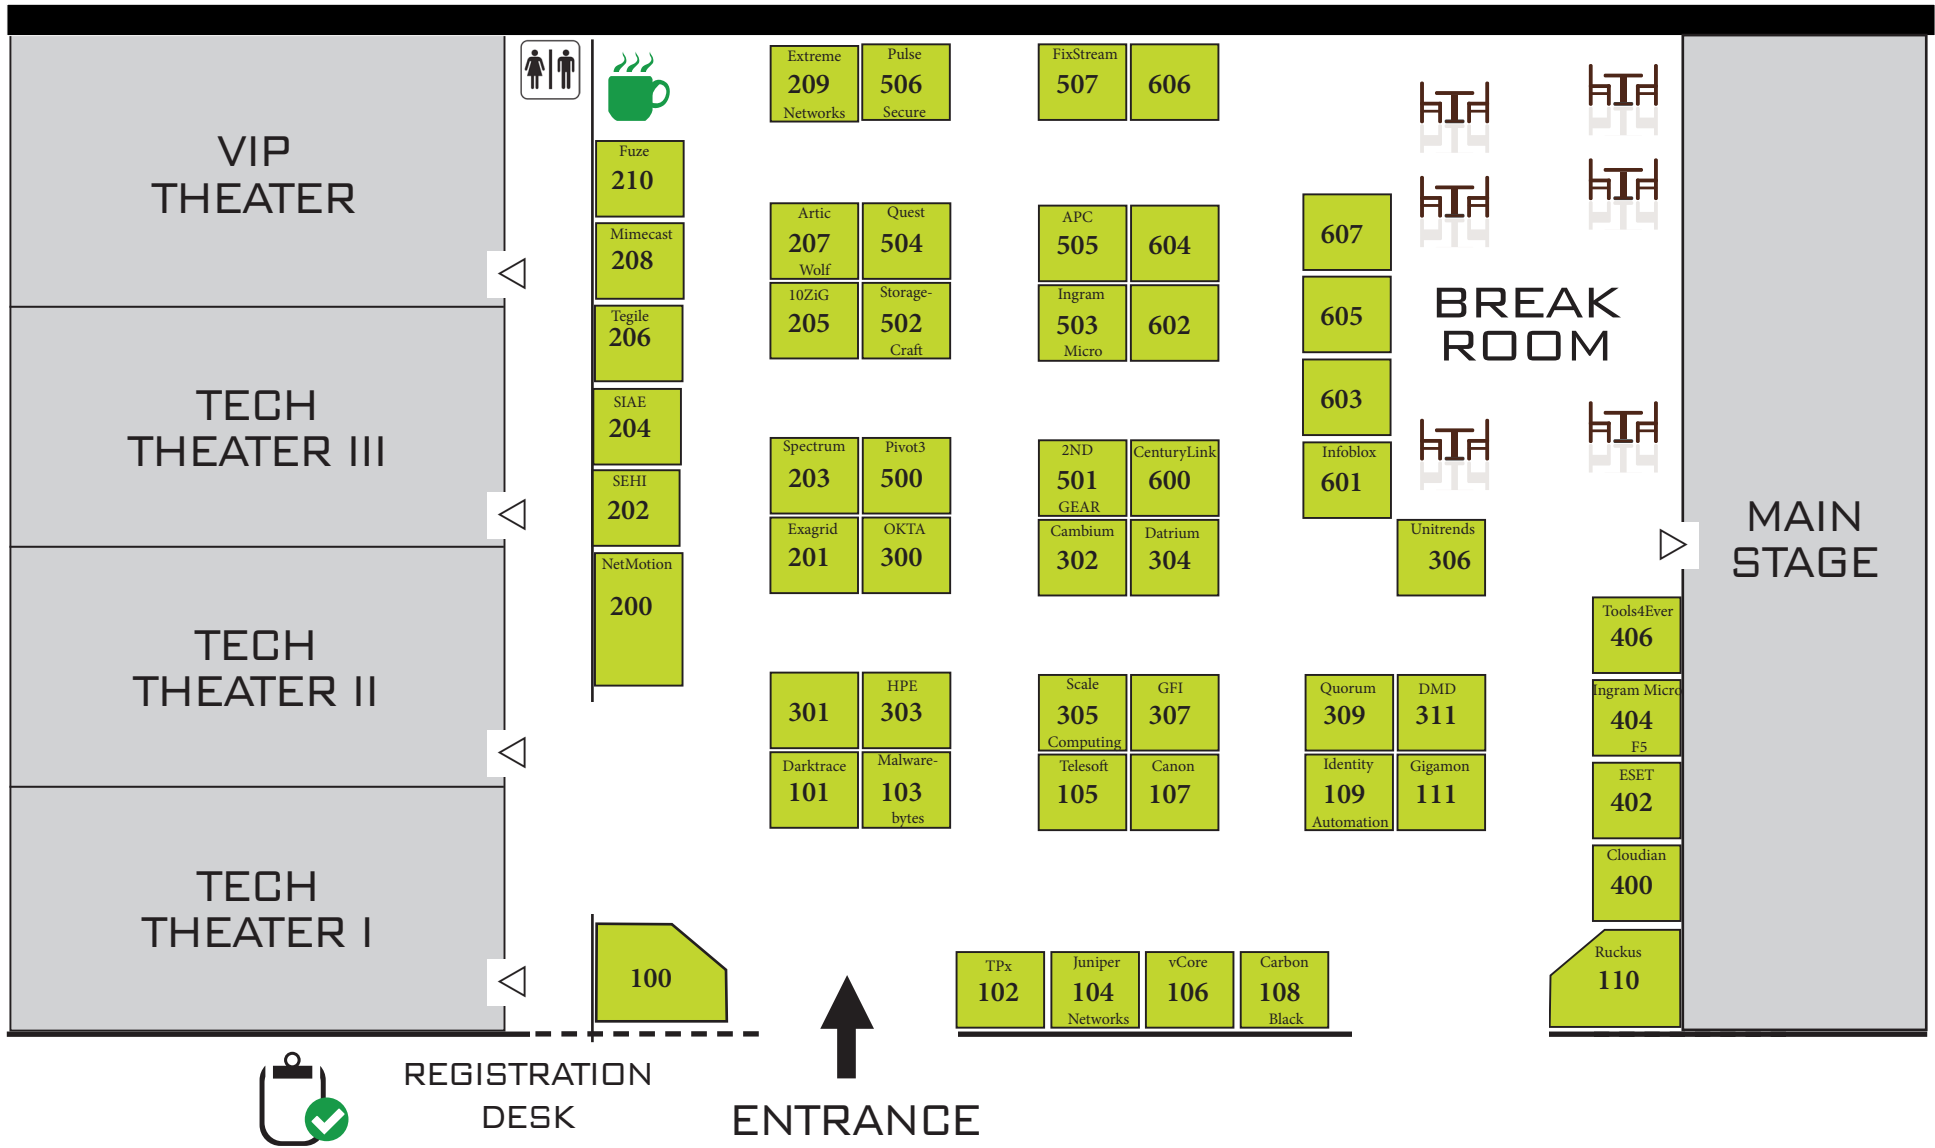 VIP
THEATER
TECH
THEATER III
TECH
THEATER II
TECH
THEATER I
Fuze
210
Mimecast
208
Tegile
206
SIAE
204
SEHI
202
NetMotion
200
100
Extreme
209
Networks
Pulse
506
Secure
FixStream
507
606
Artic
207
Wolf
Quest
504
10ZiG
205
Storage-
502
Craft
APC
505
604
Ingram
503
Micro
602
607
605
603
Infoblox
601
Spectrum
203
Pivot3
500
Exagrid
201
OKTA
300
2ND
501
GEAR
CenturyLink
600
Cambium
302
Datrium
304
Unitrends
306
301
HPE
303
Darktrace
101
Malware-
103
bytes
Scale
305
Computing
GFI
307
Telesoft
105
Canon
107
Quorum
309
DMD
311
Identity
109
Automation
Gigamon
111
TPx
102
Juniper
104
Networks
vCore
106
Carbon
108
Black
BREAK
ROOM
Tools4Ever
406
Ingram Micro
404
F5
ESET
402
Cloudian
400
Ruckus
110
MAIN
STAGE
REGISTRATION
DESK
ENTRANCE